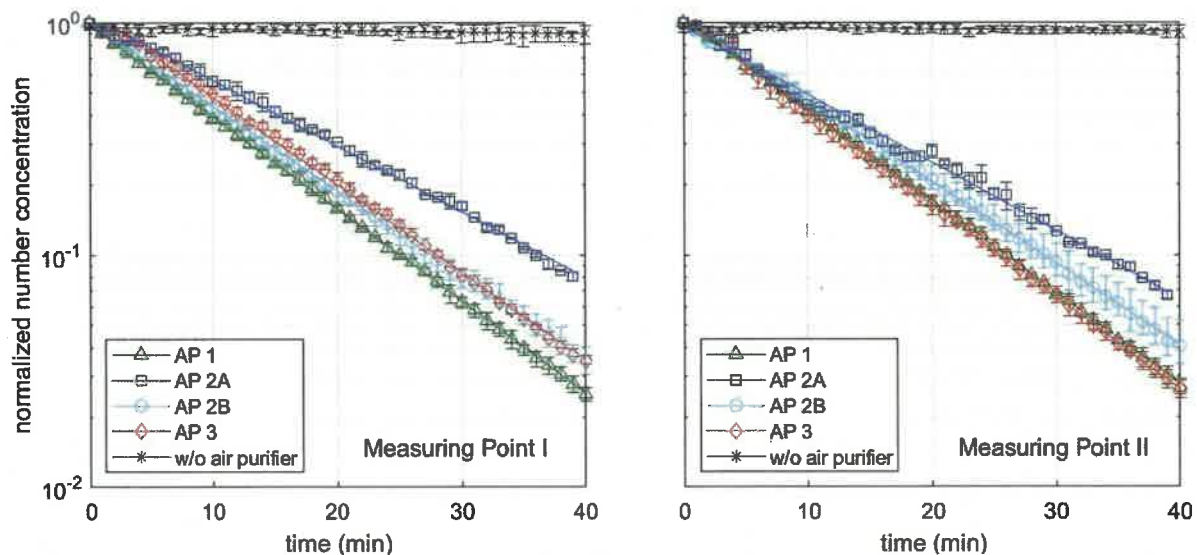 normalized number concentration
10⁰
10⁻¹
10⁻²
AP 1
AP 2A
AP 2B
AP 3
w/o air purifier
Measuring Point I
0 10 20 30 40
time (min)
AP 1
AP 2A
AP 2B
AP 3
w/o air purifier
Measuring Point II
0 10 20 30 40
time (min)